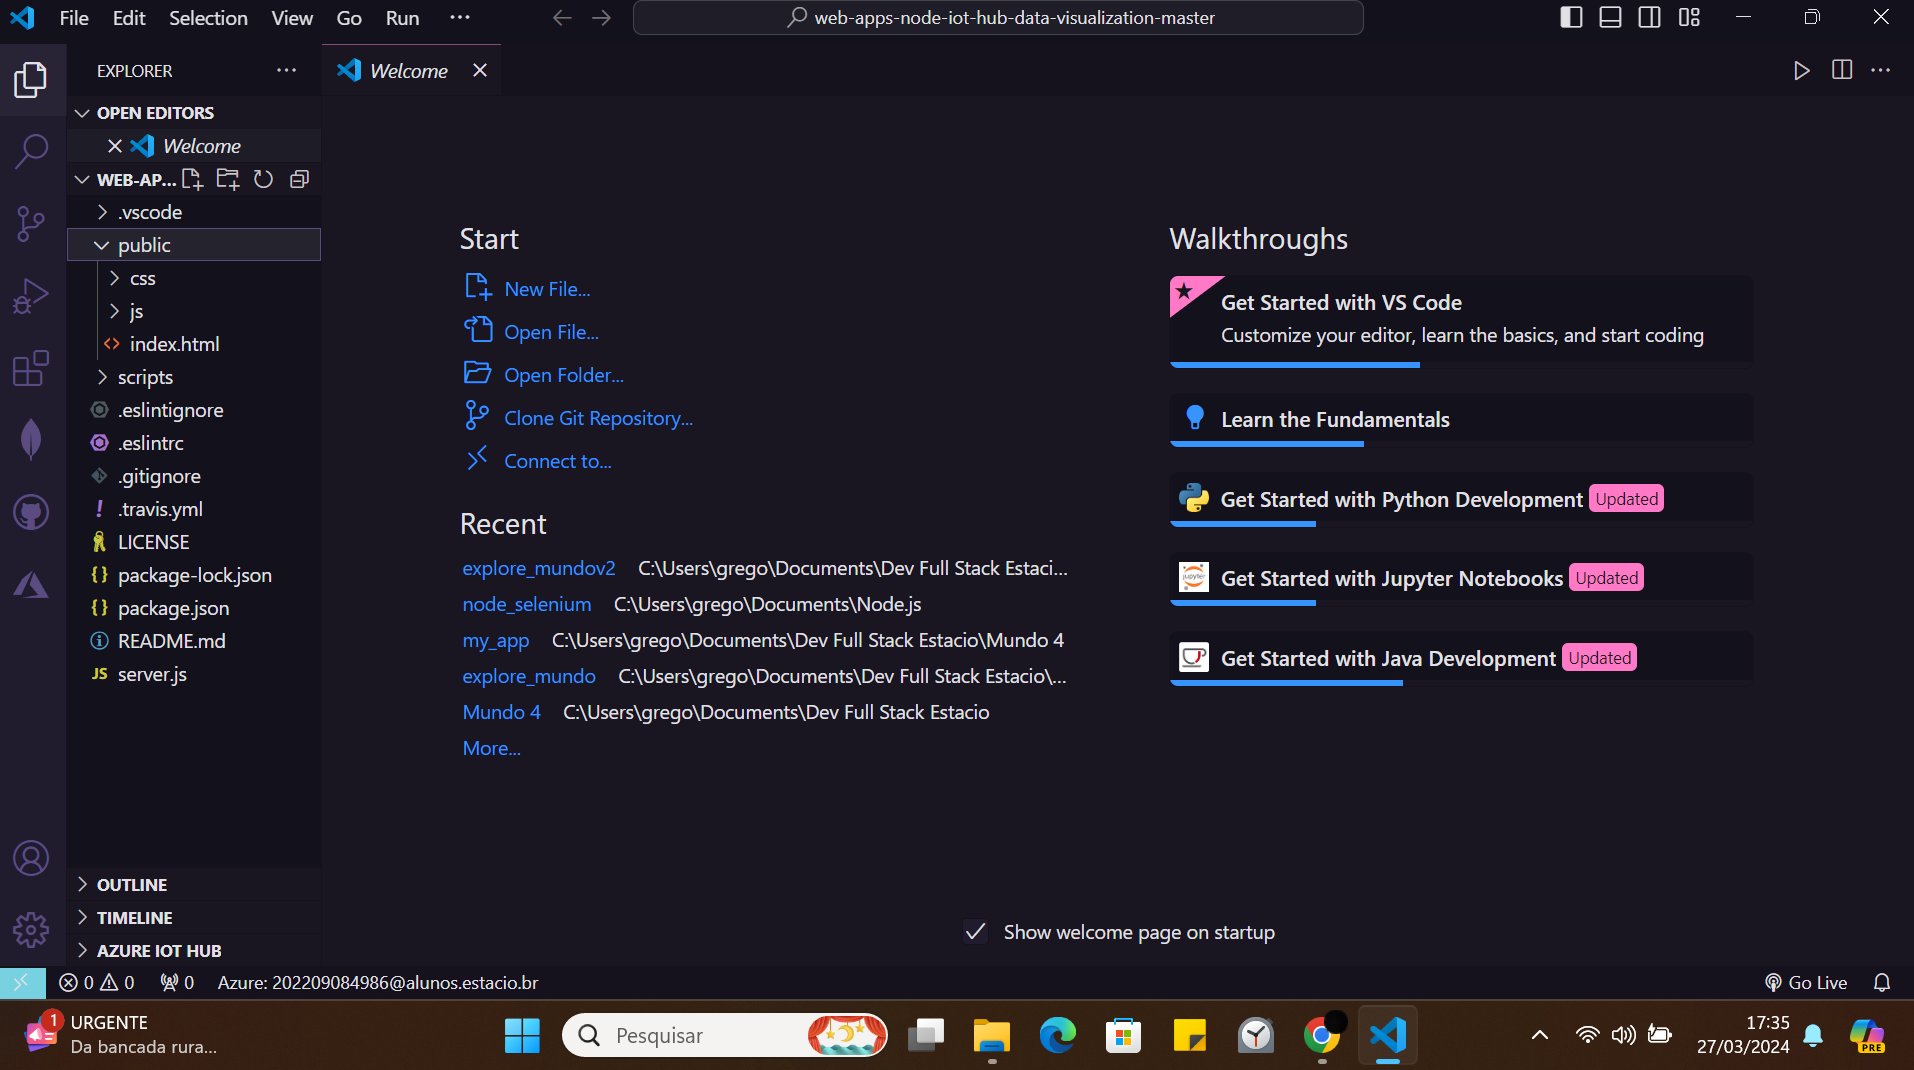 File Edit Selection View Go Run ···
web-apps-node-iot-hub-data-visualization-master
EXPLORER
Welcome
OPEN EDITORS
Welcome
WEB-AP...
.vscode
public
css
js
index.html
scripts
.eslintignore
.eslintrc
.gitignore
.travis.yml
LICENSE
package-lock.json
package.json
README.md
JS server.js
OUTLINE
TIMELINE
AZURE IOT HUB
Start
New File...
Open File...
Open Folder...
Clone Git Repository...
Connect to...
Recent
explore_mundov2 C:\Users\grego\Documents\Dev Full Stack Estaci...
node_selenium C:\Users\grego\Documents\Node.js
my_app C:\Users\grego\Documents\Dev Full Stack Estacio\Mundo 4
explore_mundo C:\Users\grego\Documents\Dev Full Stack Estacio\...
Mundo 4 C:\Users\grego\Documents\Dev Full Stack Estacio
More...
Walkthroughs
Get Started with VS Code
Customize your editor, learn the basics, and start coding
Learn the Fundamentals
Get Started with Python Development Updated
jupyter Get Started with Jupyter Notebooks Updated
Get Started with Java Development Updated
Show welcome page on startup
0 0 0 Azure: 202209084986@alunos.estacio.br
Go Live
1 URGENTE
Da bancada rura...
Pesquisar
17:35
27/03/2024
PRE